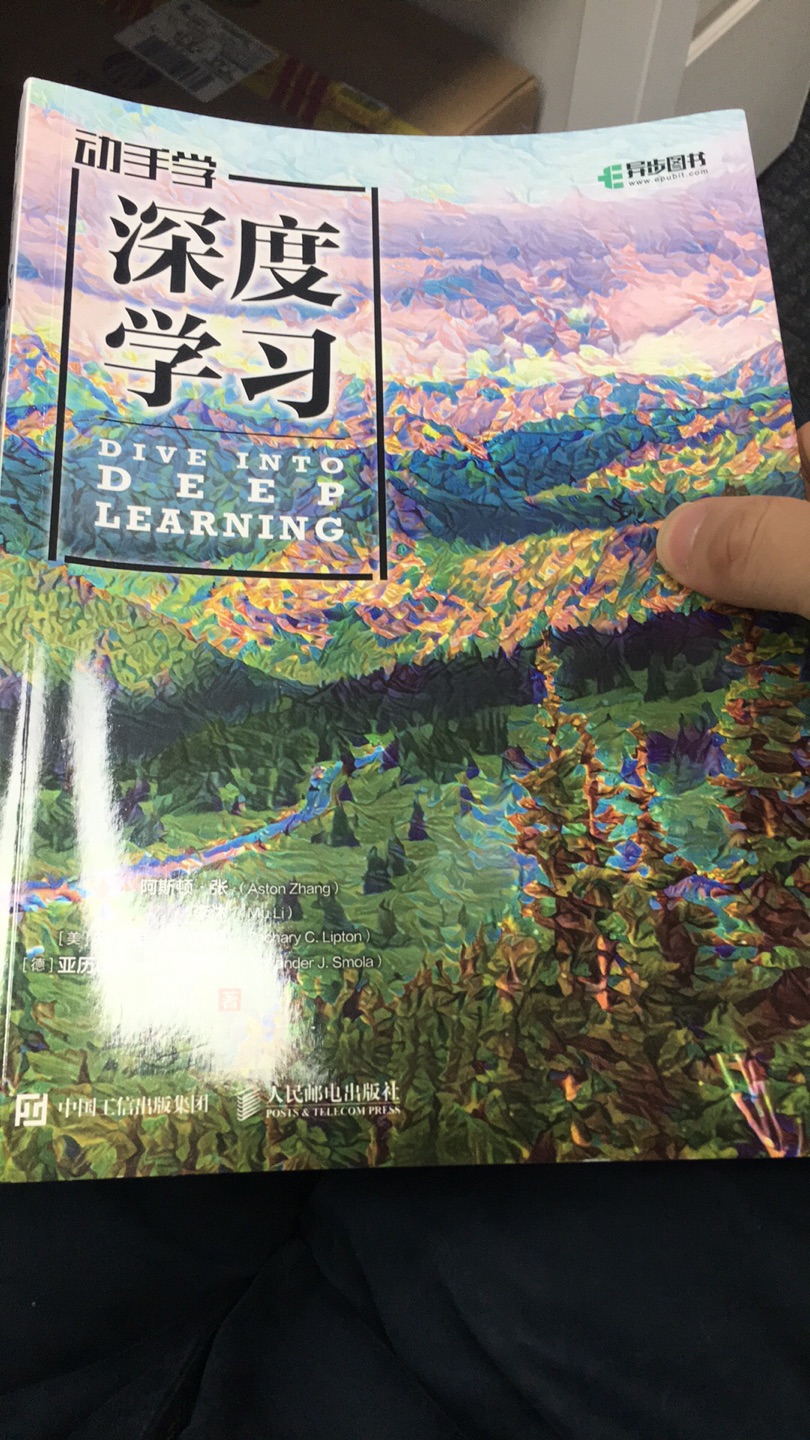 动手学
深度
学习
DIVE INTO
DEEP
LEARNING
异步图书
www.epubit.com
阿斯顿·张（Aston Zhang）
Mu Li）
[美] chary C. Lipton）
[德] 亚历 ander J. Smola）
著
中国工信出版集团
人民邮电出版社
POSTS & TELECOM PRESS